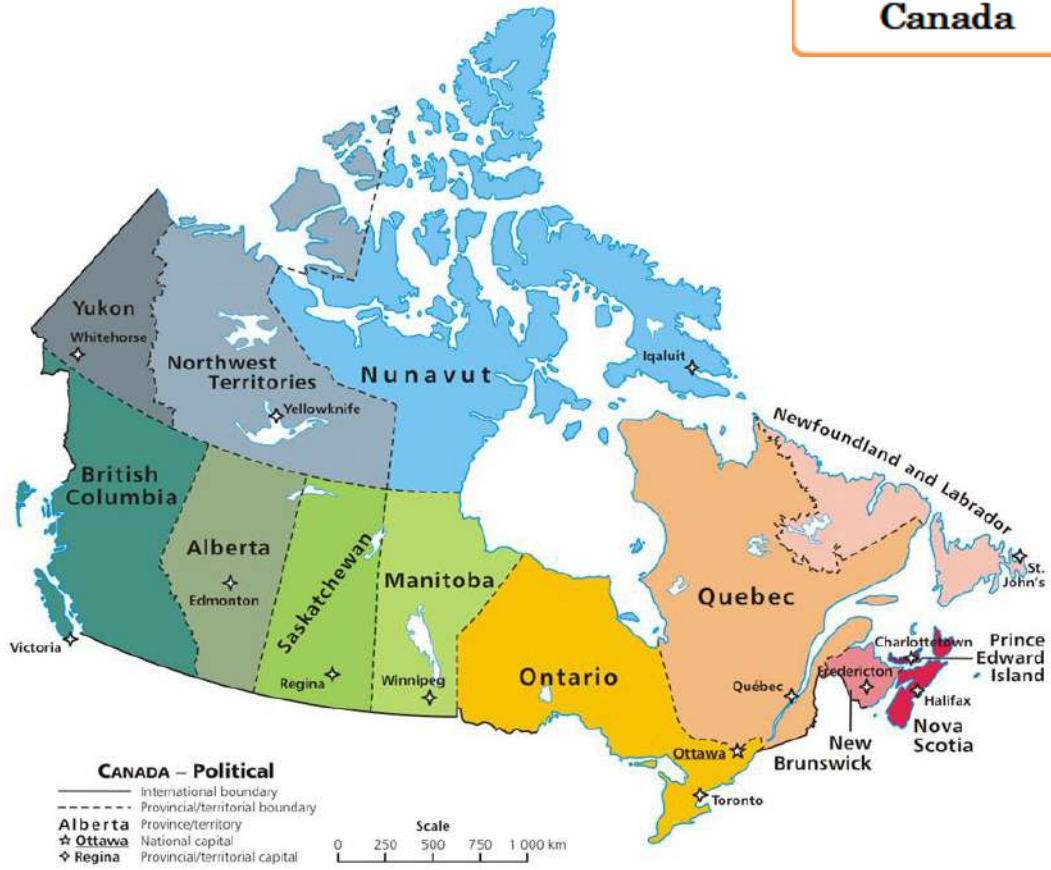 Canada
Yukon
Whitehorse
Northwest
Territories
Yellowknife
Nunavut
Iqaluit
Newfoundland and Labrador
St.
John's
British
Columbia
Victoria
Alberta
Edmonton
Saskatchewan
Regina
Manitoba
Winnipeg
Ontario
Ottawa
Toronto
Quebec
Québec
Charlottetown
Prince
Edward
Island
Fredericton
Halifax
Nova
Scotia
New
Brunswick
CANADA – Political
International boundary
Provincial/territorial boundary
Alberta Province/territory
Ottawa National capital
Regina Provincial/territorial capital
Scale
0 250 500 750 1 000 km